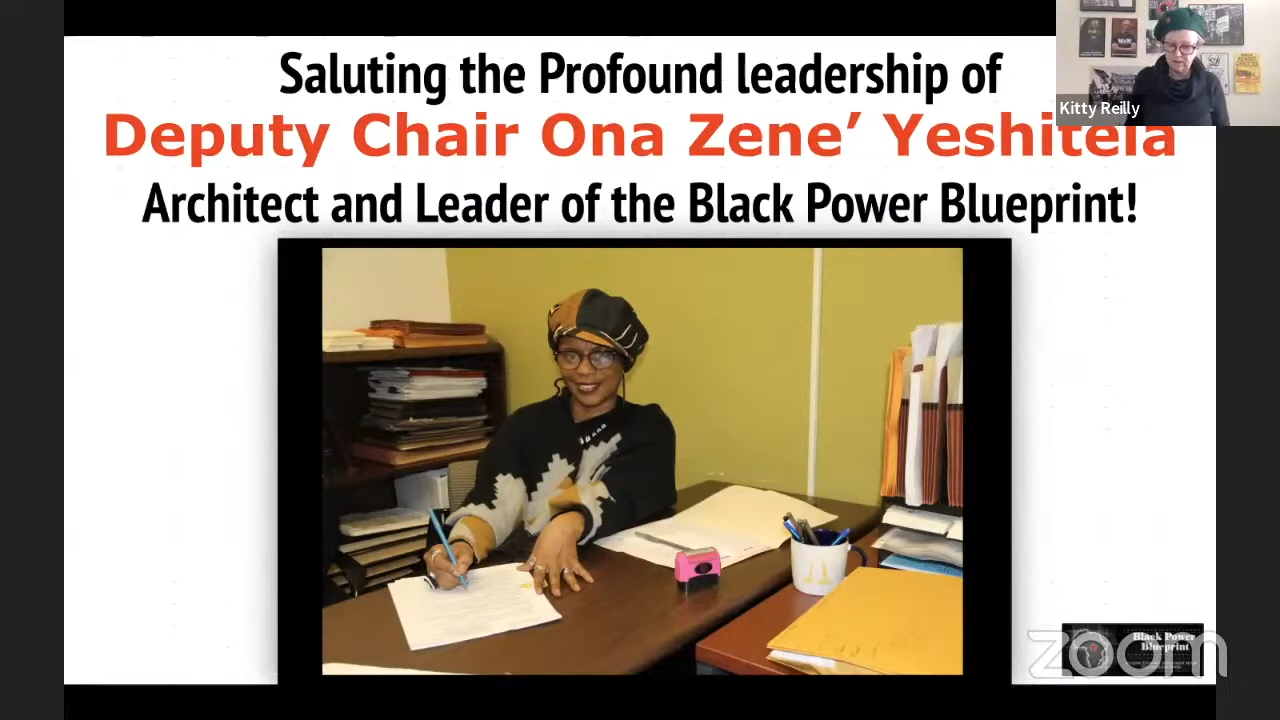 Saluting the Profound leadership of
Deputy Chair Ona Zene’ Yeshitela
Architect and Leader of the Black Power Blueprint!
Kitty Reilly
Black Power
Blueprint
zoom